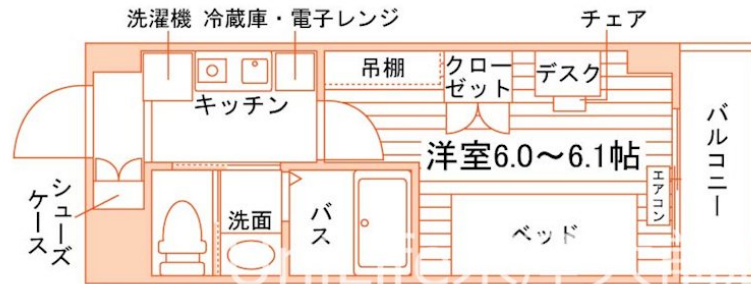 洗濯機 冷蔵庫・電子レンジ
チェア
吊棚
クローゼット
デスク
キッチン
洋室6.0～6.1帖
バルコニー
エアコン
シューズケース
洗面
バス
ベッド